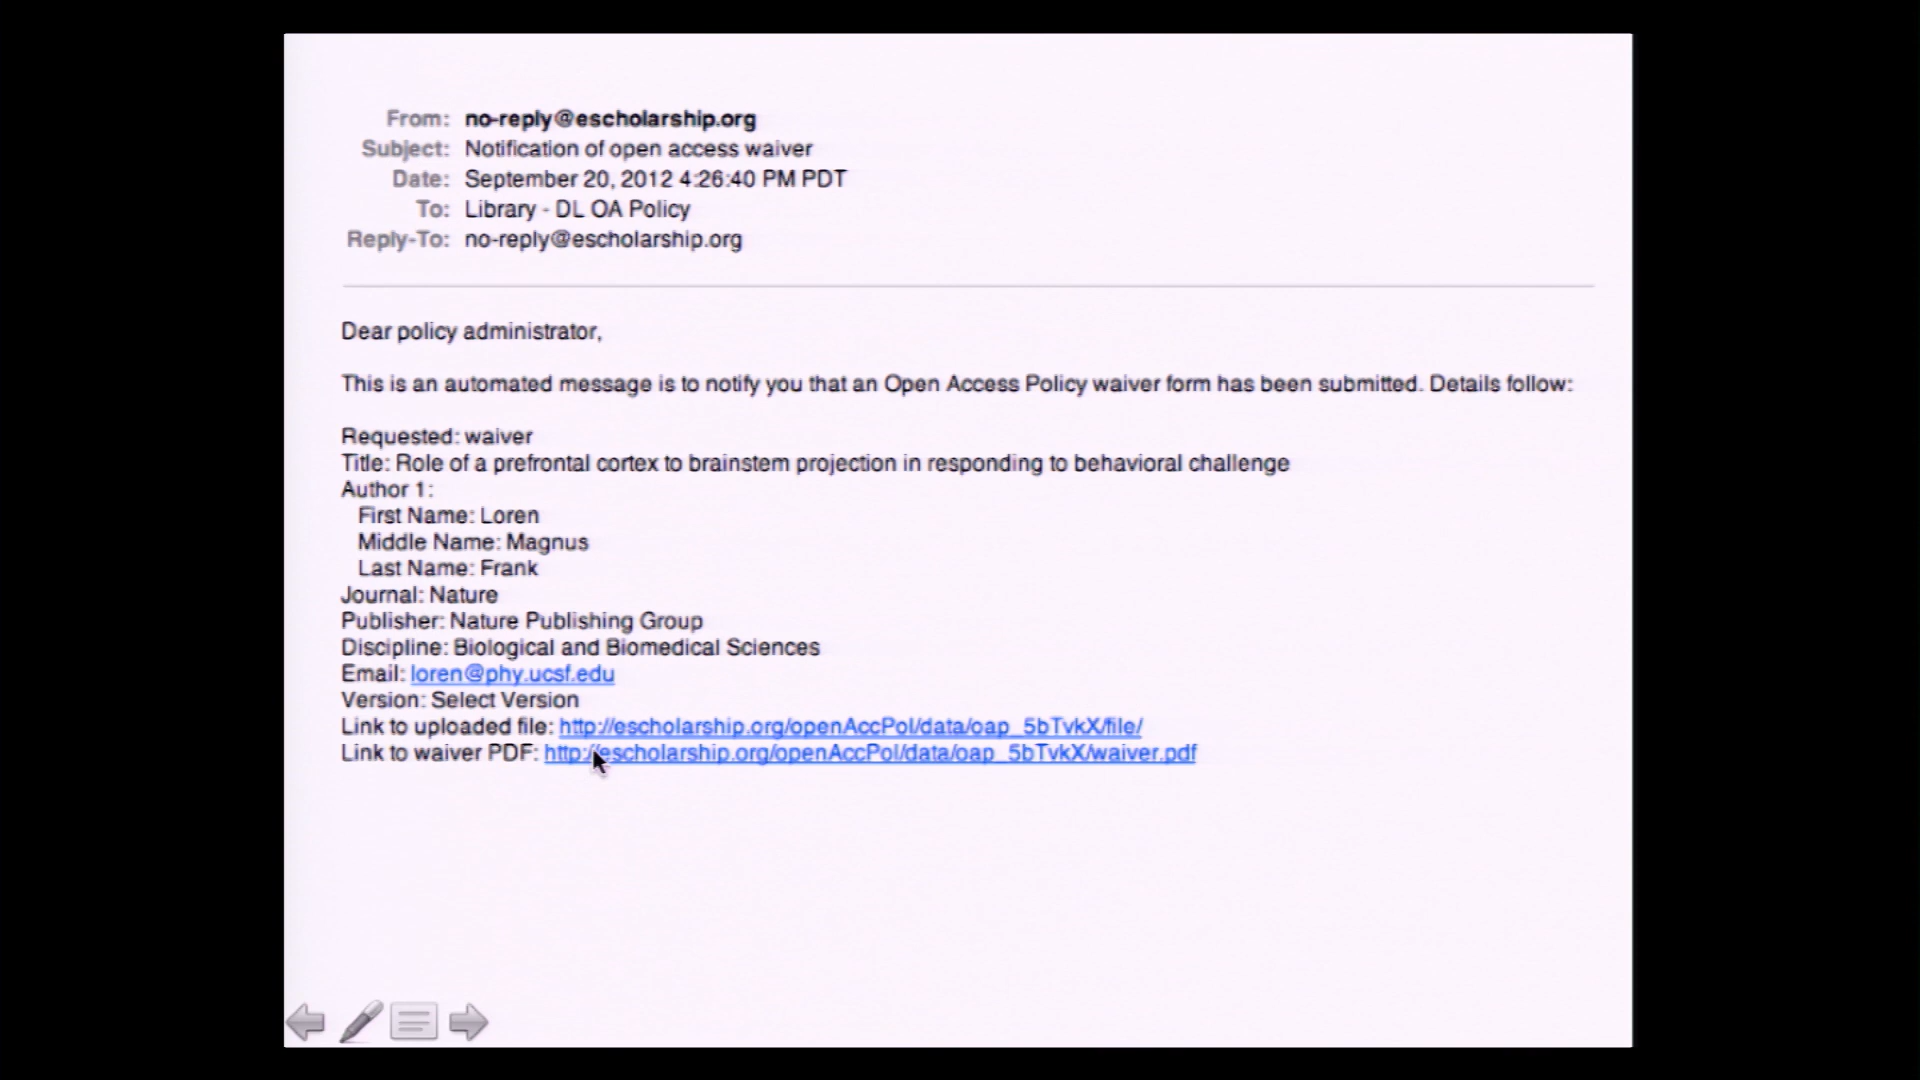 From: no-reply@escholarship.org
Subject: Notification of open access waiver
Date: September 20, 2012 4:26:40 PM PDT
To: Library - DL OA Policy
Reply-To: no-reply@escholarship.org
Dear policy administrator,
This is an automated message is to notify you that an Open Access Policy waiver form has been submitted. Details follow:
Requested: waiver
Title: Role of a prefrontal cortex to brainstem projection in responding to behavioral challenge
Author 1:
First Name: Loren
Middle Name: Magnus
Last Name: Frank
Journal: Nature
Publisher: Nature Publishing Group
Discipline: Biological and Biomedical Sciences
Email: loren@phy.ucsf.edu
Version: Select Version
Link to uploaded file: http://escholarship.org/openAccPol/data/oap_5bTvkX/file/
Link to waiver PDF: http://escholarship.org/openAccPol/data/oap_5bTvkX/waiver.pdf